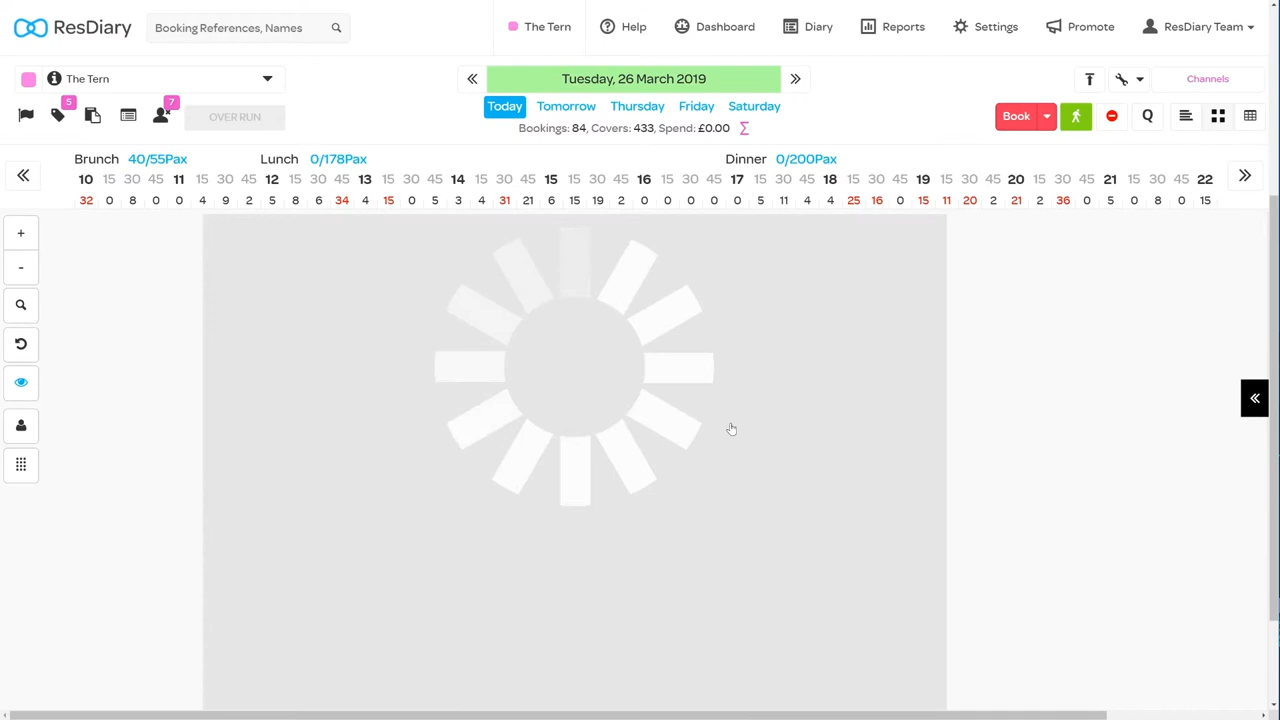 ResDiary
Booking References, Names
The Tern
Help
Dashboard
Diary
Reports
Settings
Promote
ResDiary Team
The Tern
Tuesday, 26 March 2019
Channels
5
7
OVER RUN
Today Tomorrow Thursday Friday Saturday
Bookings: 84, Covers: 433, Spend: £0.00 Σ
Book
Q
Brunch 40/55Pax Lunch 0/178Pax Dinner 0/200Pax
10 15 30 45 11 15 30 45 12 15 30 45 13 15 30 45 14 15 30 45 15 15 30 45 16 15 30 45 17 15 30 45 18 15 30 45 19 15 30 45 20 15 30 45 21 15 30 45 22
32 0 8 0 0 4 9 2 5 8 6 34 4 15 0 5 3 4 31 21 6 19 2 0 0 0 0 0 0 5 11 4 4 25 16 0 15 11 20 2 21 2 36 0 5 0 8 0 15
+
-